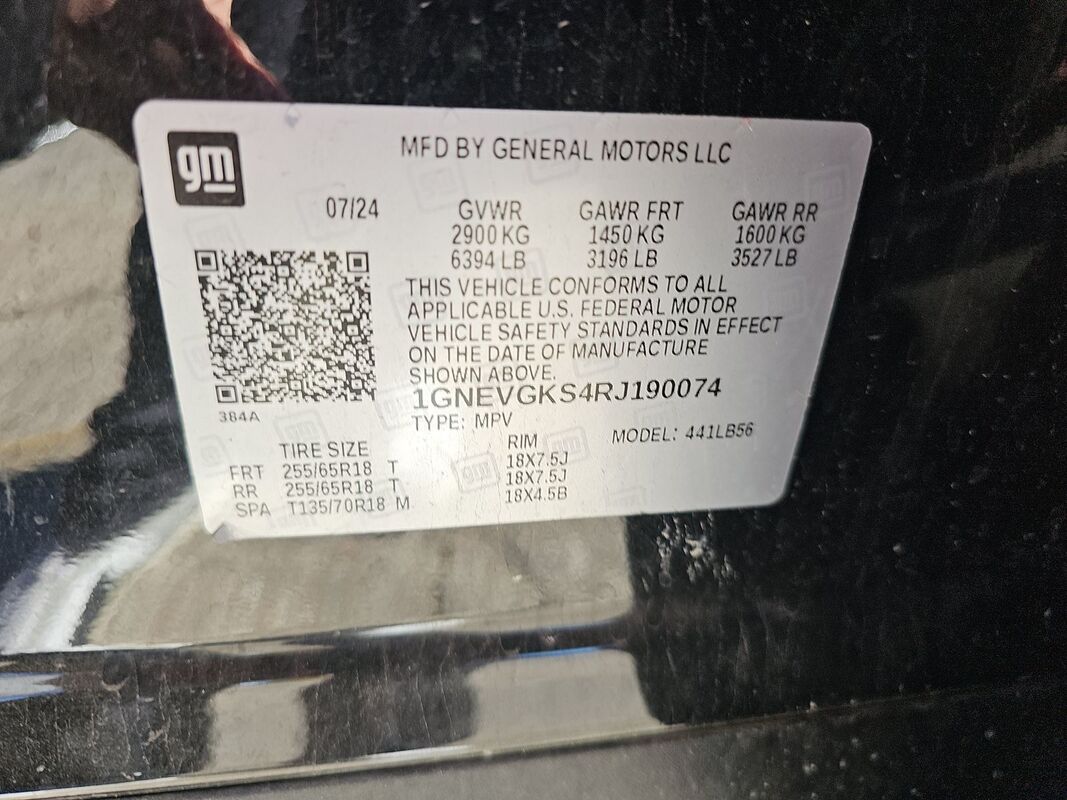 gm
MFD BY GENERAL MOTORS LLC
07/24 GVWR GAWR FRT GAWR RR
2900 KG 1450 KG 1600 KG
6394 LB 3196 LB 3527 LB
THIS VEHICLE CONFORMS TO ALL
APPLICABLE U.S. FEDERAL MOTOR
VEHICLE SAFETY STANDARDS IN EFFECT
ON THE DATE OF MANUFACTURE
SHOWN ABOVE.
1GNEVGKS4RJ190074
384A
TYPE: MPV MODEL: 441LB56
TIRE SIZE RIM
FRT 255/65R18 T 18X7.5J
RR 255/65R18 T 18X7.5J
SPA T135/70R18 M 18X4.5B